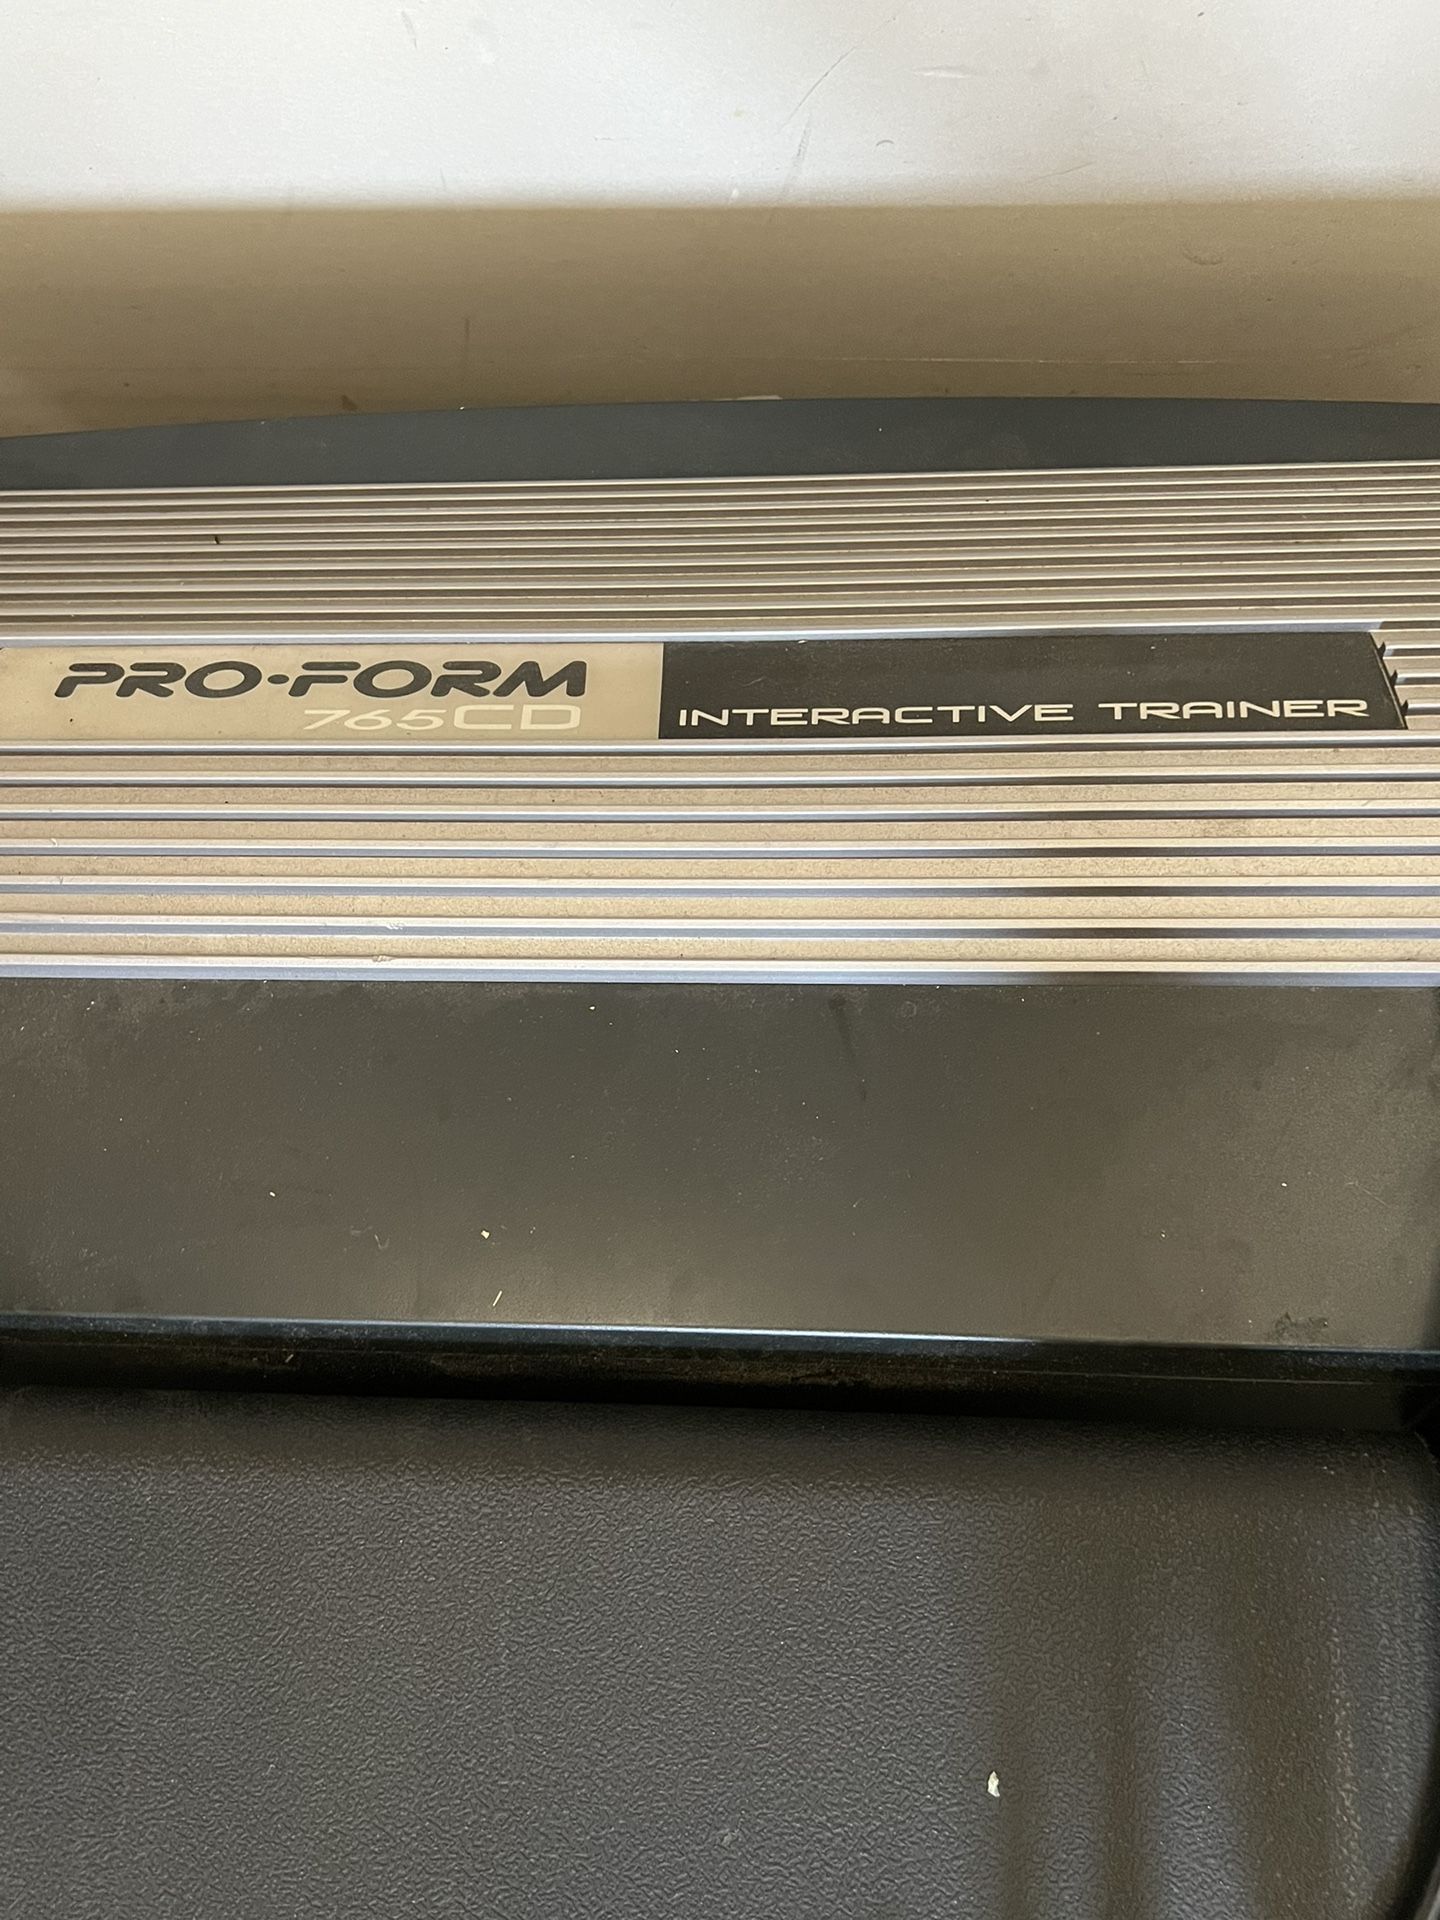 PRO-FORM
765CD
INTERACTIVE TRAINER